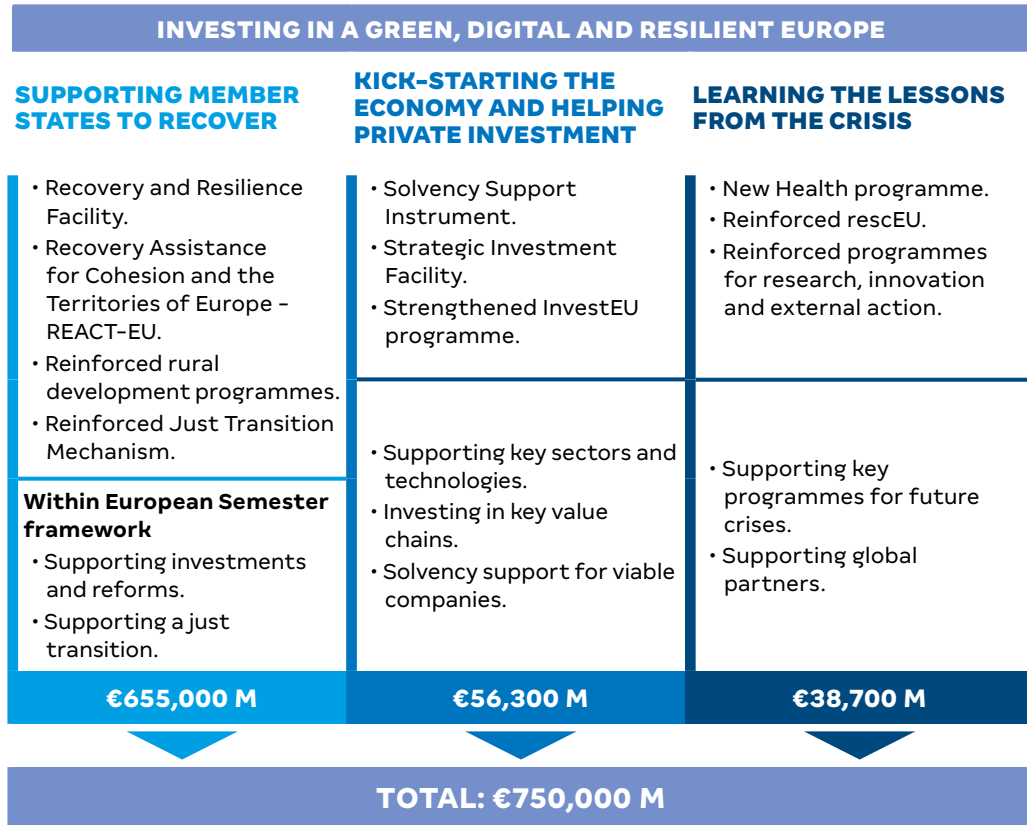 INVESTING IN A GREEN, DIGITAL AND RESILIENT EUROPE
SUPPORTING MEMBER
STATES TO RECOVER
• Recovery and Resilience
Facility.
• Recovery Assistance
for Cohesion and the
Territories of Europe –
REACT-EU.
• Reinforced rural
development programmes.
• Reinforced Just Transition
Mechanism.
Within European Semester
framework
• Supporting investments
and reforms.
• Supporting a just
transition.
€655,000 M
KICK-STARTING THE
ECONOMY AND HELPING
PRIVATE INVESTMENT
• Solvency Support
Instrument.
• Strategic Investment
Facility.
• Strengthened InvestEU
programme.
• Supporting key sectors and
technologies.
• Investing in key value
chains.
• Solvency support for viable
companies.
€56,300 M
LEARNING THE LESSONS
FROM THE CRISIS
• New Health programme.
• Reinforced rescEU.
• Reinforced programmes
for research, innovation
and external action.
• Supporting key
programmes for future
crises.
• Supporting global
partners.
€38,700 M
TOTAL: €750,000 M